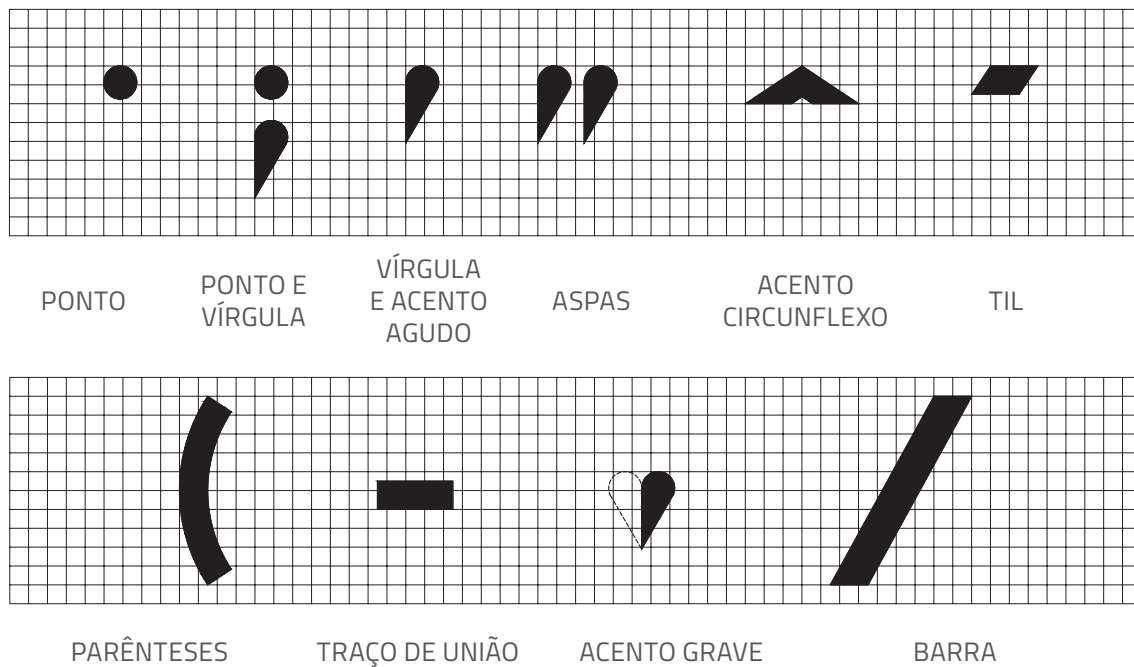 PONTO
PONTO E
VÍRGULA
VÍRGULA
E ACENTO
AGUDO
ASPAS
ACENTO
CIRCUNFLEXO
TIL
PARÊNTESES
TRAÇO DE UNIÃO
ACENTO GRAVE
BARRA